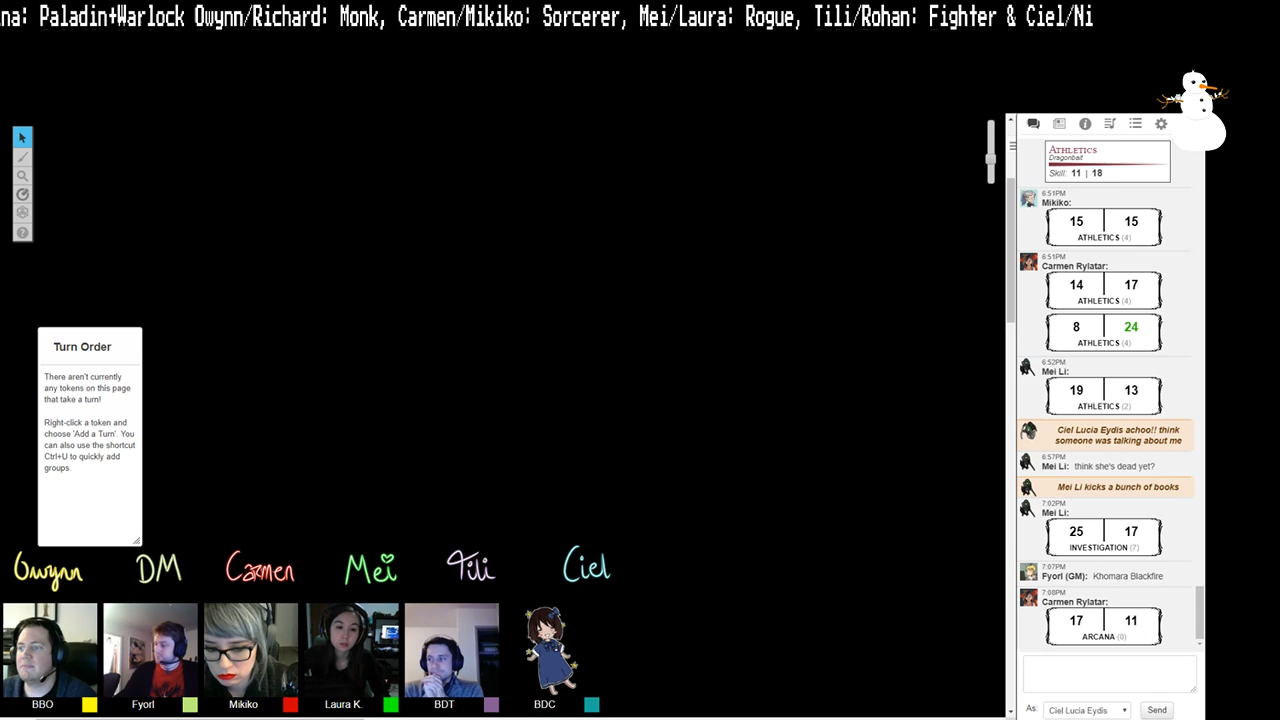 na: Paladin+Warlock Owynn/Richard: Monk, Carmen/Mikiko: Sorcerer, Mei/Laura: Rogue, Tili/Rohan: Fighter & Ciel/Ni
ATHLETICS
Dragonbait
Skill: 11 | 18
6:51PM
Mikiko:
15 15
ATHLETICS (4)
6:51PM
Carmen Rylatar:
14 17
ATHLETICS (4)
8 24
ATHLETICS (4)
6:52PM
Mei Li:
19 13
ATHLETICS (2)
Ciel Lucia Eydis achoo!! think
someone was talking about me
6:57PM
Mei Li: think she's dead yet?
Mei Li kicks a bunch of books
7:02PM
Mei Li:
25 17
INVESTIGATION (7)
7:07PM
Fyorl (GM): Khomara Blackfire
7:08PM
Carmen Rylatar:
17 11
ARCANA (0)
As: Ciel Lucia Eydis Send
Turn Order
There aren't currently
any tokens on this page
that take a turn!
Right-click a token and
choose 'Add a Turn'. You
can also use the shortcut
Ctrl+U to quickly add
groups.
Owynn DM Carmen Mei Tili Ciel
BBO Fyorl Mikiko Laura K. BDT BDC